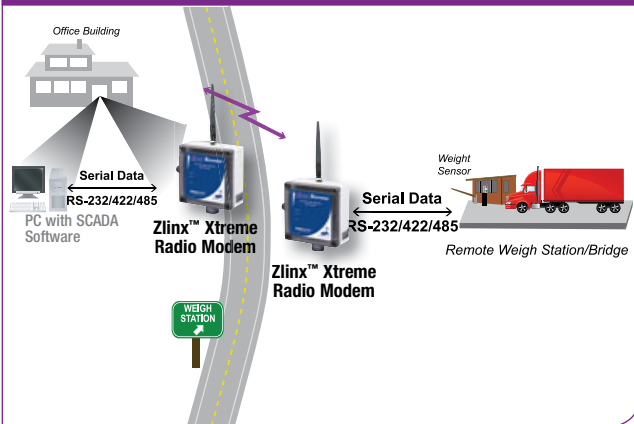 Office Building
Serial Data
RS-232/422/485
PC with SCADA
Software
Zlinx™ Xtreme
Radio Modem
Serial Data
RS-232/422/485
Zlinx™ Xtreme
Radio Modem
Weight
Sensor
Remote Weigh Station/Bridge
WEIGH
STATION